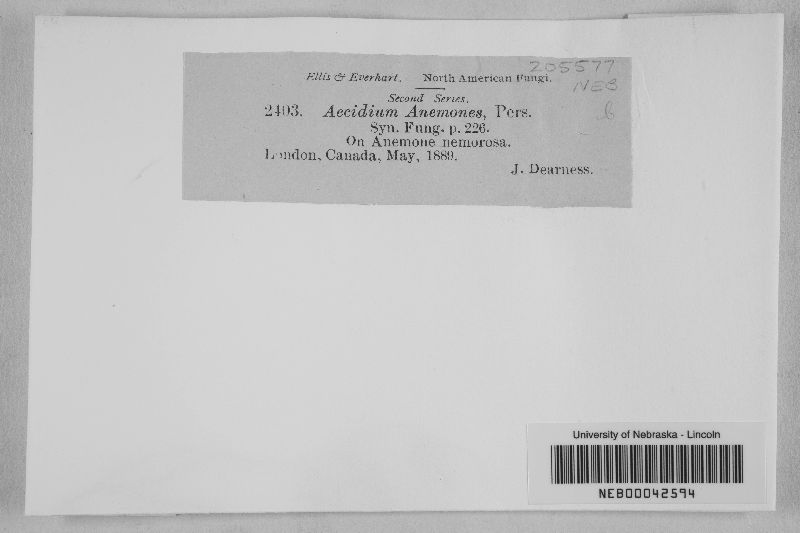 205577
NEB
b
Ellis & Everhart. North American Fungi.
Second Series.
2403. Aecidium Anemones, Pers.
Syn. Fung. p. 226.
On Anemone nemorosa.
London, Canada, May, 1889.
J. Dearness.
University of Nebraska - Lincoln
NEB00042594